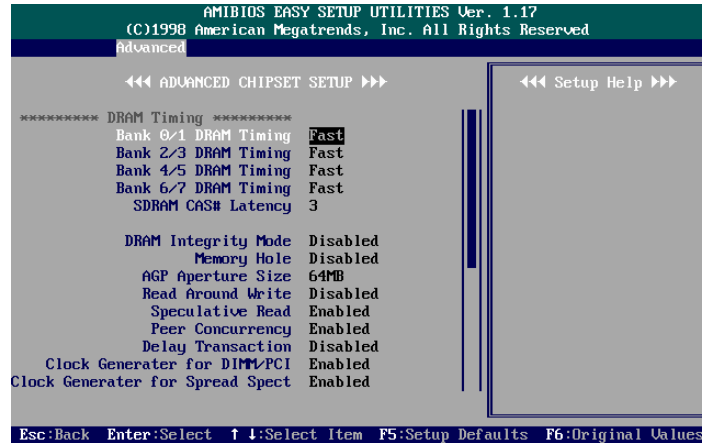 AMIBIOS EASY SETUP UTILITIES Ver. 1.17
(C)1998 American Megatrends, Inc. All Rights Reserved
Advanced
◄◄◄ ADVANCED CHIPSET SETUP ►►►
◄◄◄ Setup Help ►►►
********* DRAM Timing *********
Bank 0/1 DRAM Timing Fast
Bank 2/3 DRAM Timing Fast
Bank 4/5 DRAM Timing Fast
Bank 6/7 DRAM Timing Fast
SDRAM CAS# Latency 3
DRAM Integrity Mode Disabled
Memory Hole Disabled
AGP Aperture Size 64MB
Read Around Write Disabled
Speculative Read Enabled
Peer Concurrency Enabled
Delay Transaction Disabled
Clock Generater for DIMM/PCI Enabled
Clock Generater for Spread Spect Enabled
Esc:Back Enter:Select ↑ ↓:Select Item F5:Setup Defaults F6:Original Values